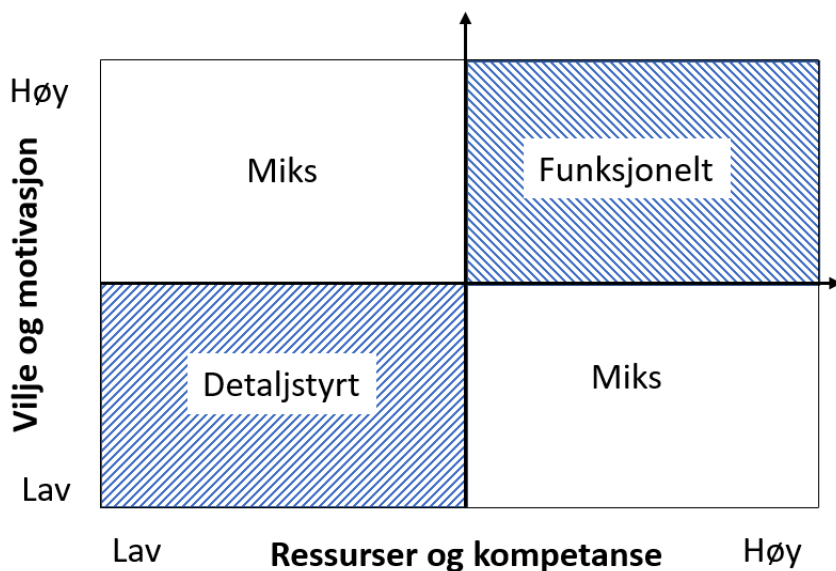 Høy
Vilje og motivasjon
Miks
Funksjonelt
Detaljstyrt
Miks
Lav
Lav
Ressurser og kompetanse
Høy